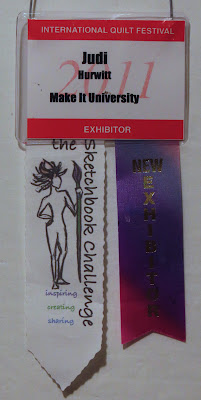 INTERNATIONAL QUILT FESTIVAL
2011
Judi
Hurwitt
Make It University
EXHIBITOR
the Sketchbook Challenge
inspiring
creating
sharing
NEW
EXHIBITOR